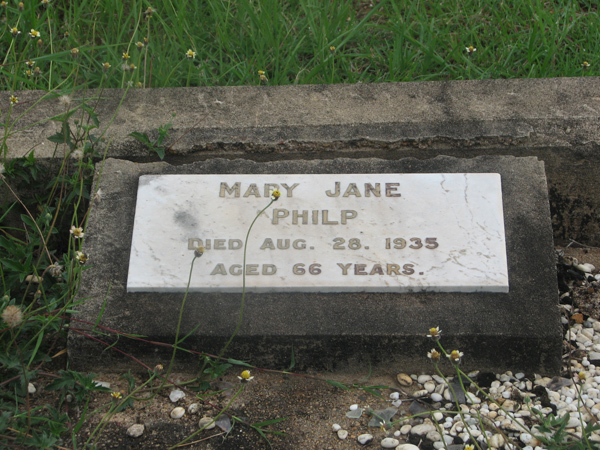 MARY JANE
PHILP
DIED AUG. 28. 1935
AGED 66 YEARS.